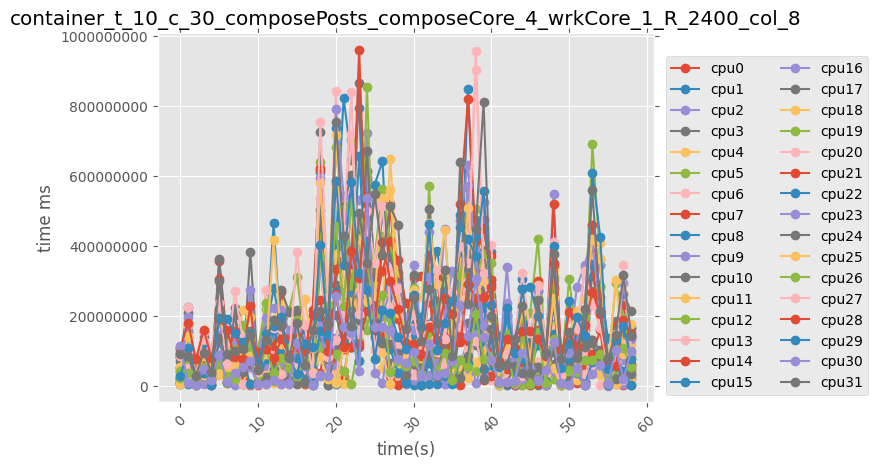 container_t_10_c_30_composePosts_composeCore_4_wrkCore_1_R_2400_col_8
1000000000
800000000
600000000
400000000
200000000
0
time ms
0
10
20
30
40
50
60
time(s)
cpu0
cpu1
cpu2
cpu3
cpu4
cpu5
cpu6
cpu7
cpu8
cpu9
cpu10
cpu11
cpu12
cpu13
cpu14
cpu15
cpu16
cpu17
cpu18
cpu19
cpu20
cpu21
cpu22
cpu23
cpu24
cpu25
cpu26
cpu27
cpu28
cpu29
cpu30
cpu31